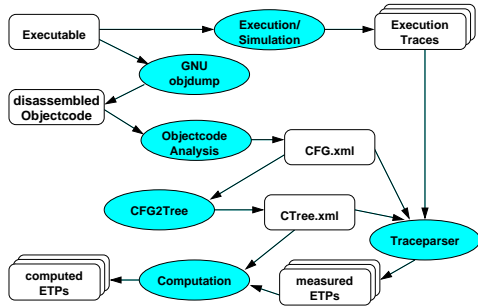 Executable
Execution/
Simulation
Execution
Traces
GNU
objdump
disassembled
Objectcode
Objectcode
Analysis
CFG.xml
CFG2Tree
CTree.xml
Traceparser
computed
ETPs
Computation
measured
ETPs